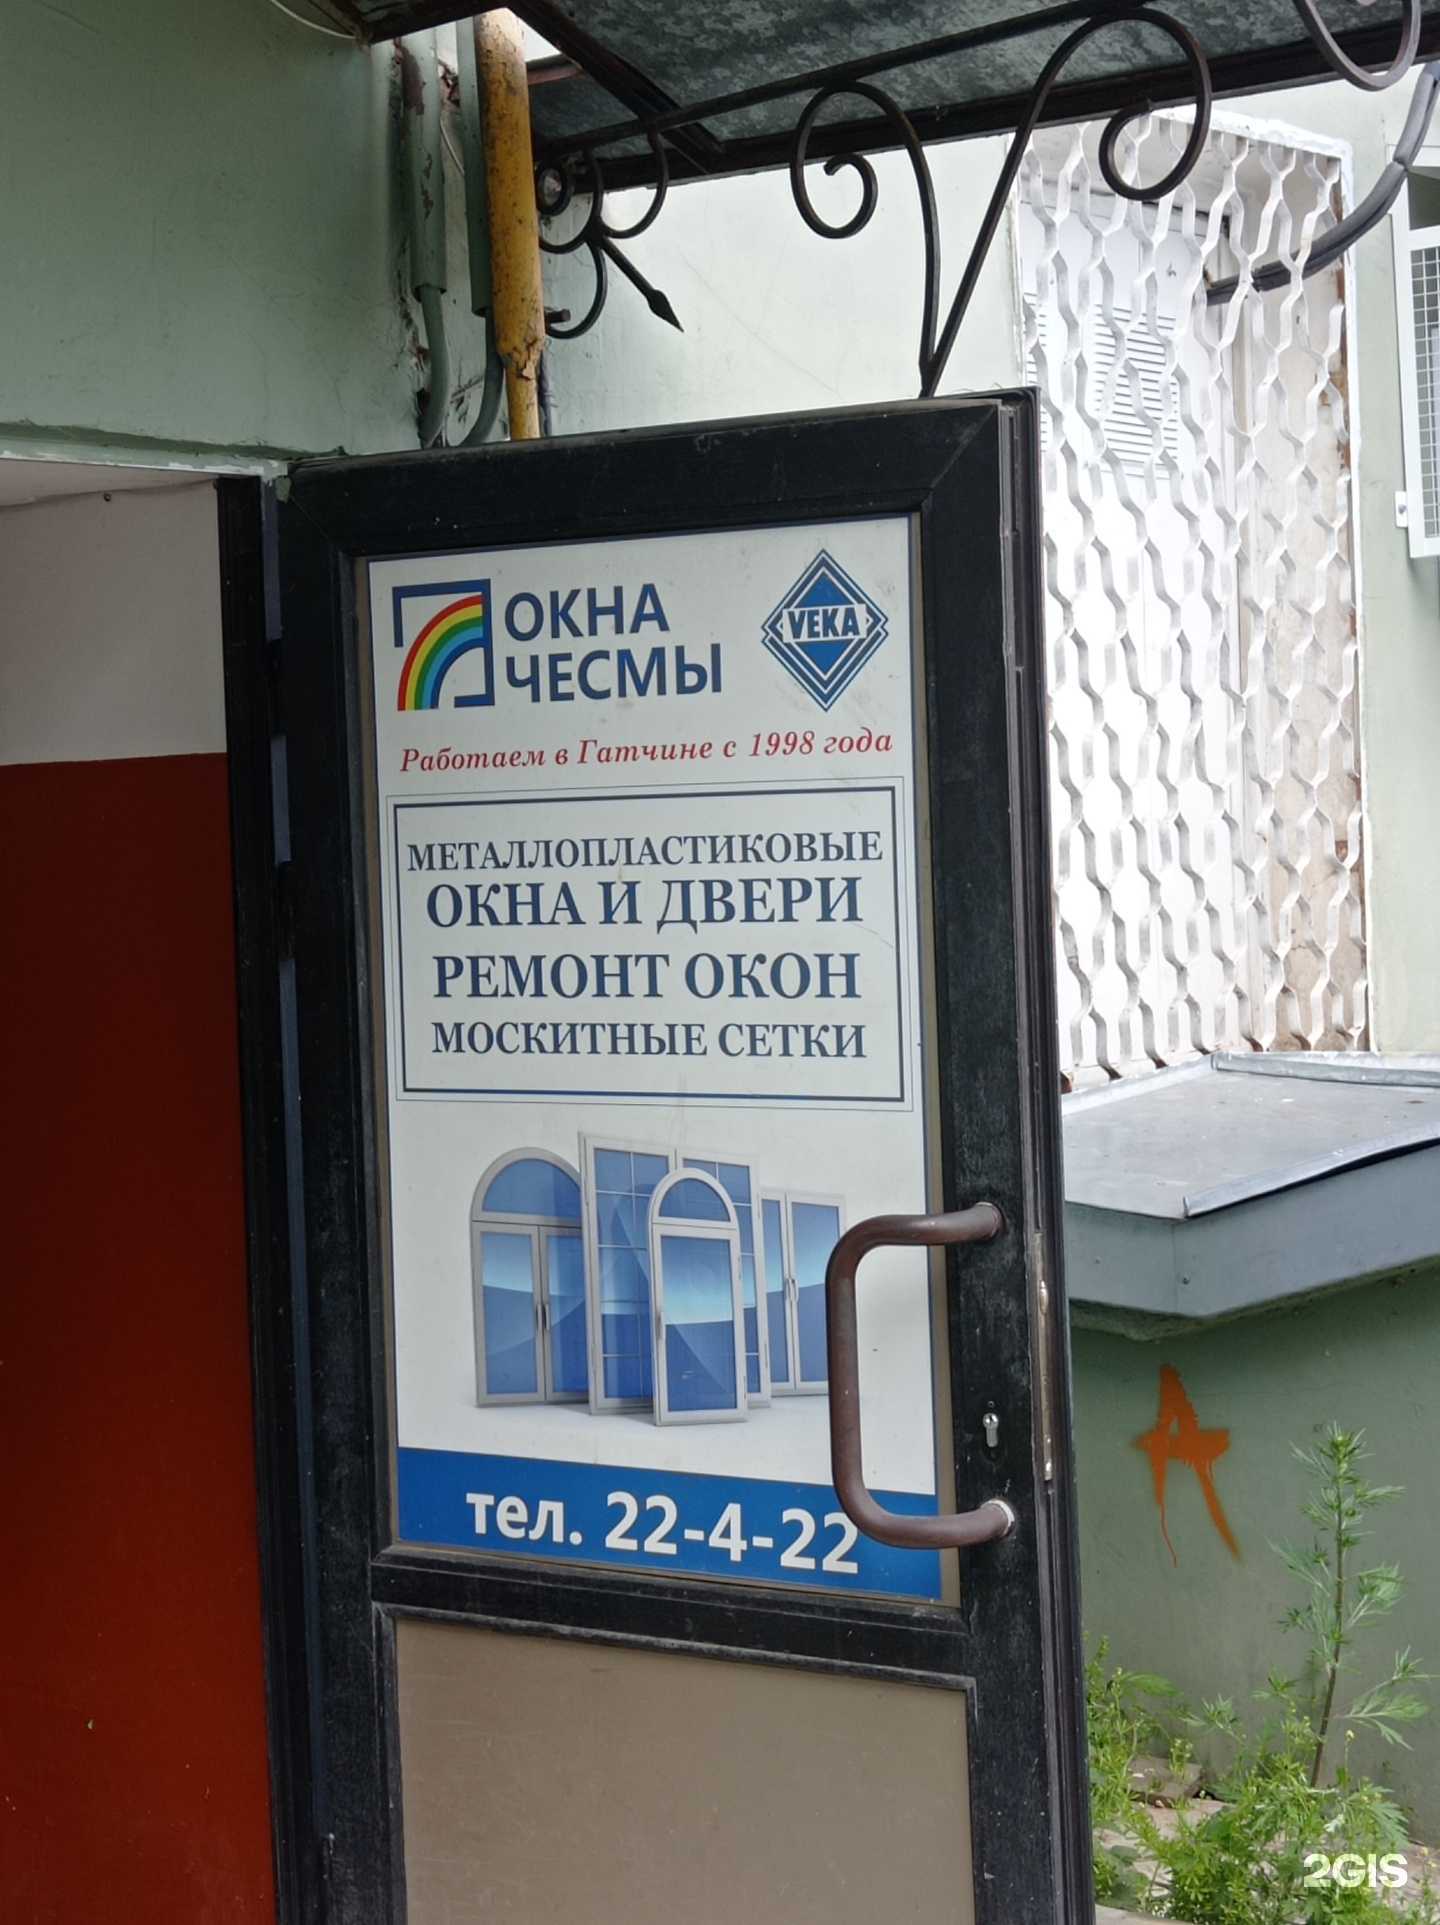 ОКНА
ЧЕСМЫ
VEKA
Работаем в Гатчине с 1998 года
МЕТАЛЛОПЛАСТИКОВЫЕ
ОКНА И ДВЕРИ
РЕМОНТ ОКОН
МОСКИТНЫЕ СЕТКИ
тел. 22-4-22
А
2GIS